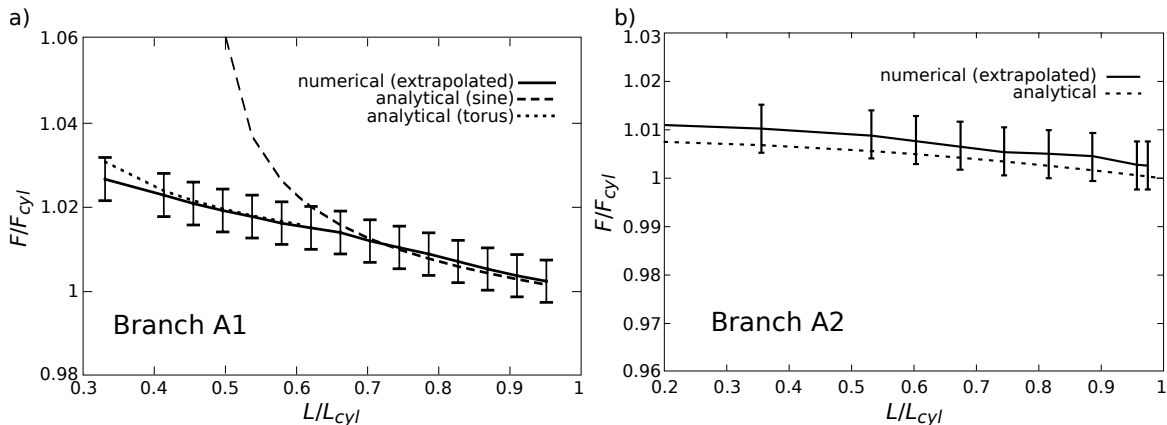 a)
1.06
1.04
1.02
1
0.98
F/F_cyl
numerical (extrapolated)
analytical (sine)
analytical (torus)
Branch A1
0.3 0.4 0.5 0.6 0.7 0.8 0.9 1
L/L_cyl
b)
1.03
1.02
1.01
1
0.99
0.98
0.97
0.96
F/F_cyl
numerical (extrapolated)
analytical
Branch A2
0.2 0.3 0.4 0.5 0.6 0.7 0.8 0.9 1
L/L_cyl